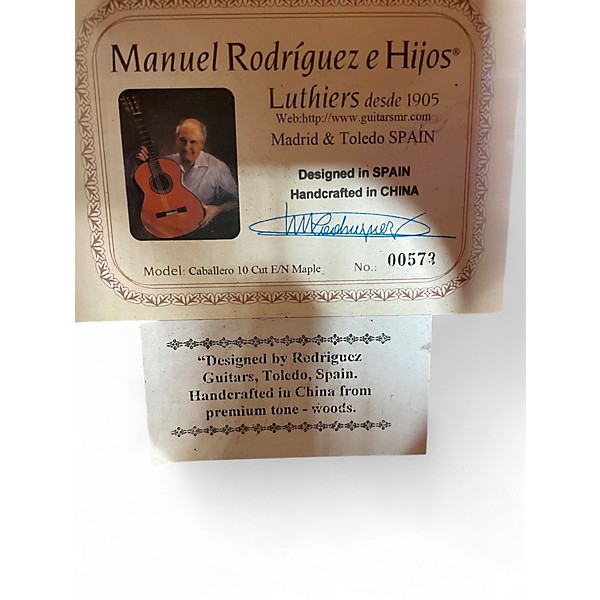 Manuel Rodríguez e Hijos®
Luthiers desde 1905
Web:http://www.guitarsmr.com
Madrid & Toledo SPAIN
Designed in SPAIN
Handcrafted in CHINA
Model: Caballero 10 Cut E/N Maple No.: 00573
“Designed by Rodriguez
Guitars, Toledo, Spain.
Handcrafted in China from
premium tone - woods.